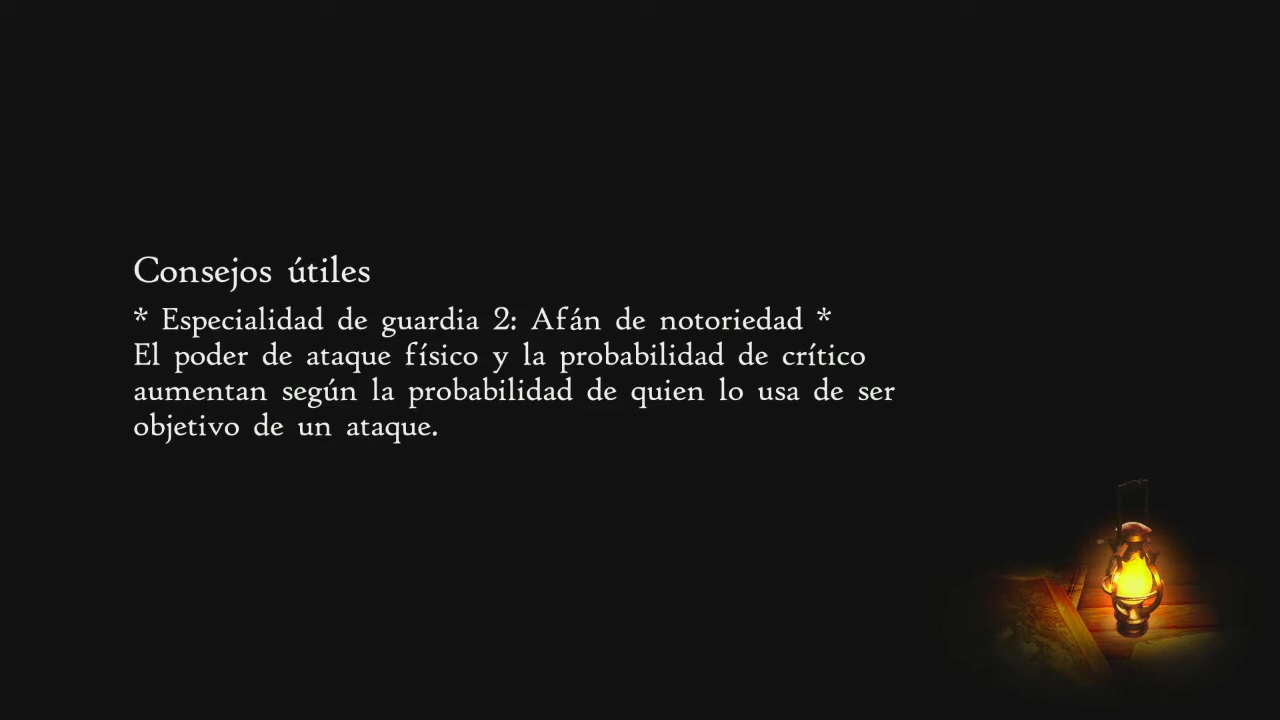 Consejos útiles
* Especialidad de guardia 2: Afán de notoriedad *
El poder de ataque físico y la probabilidad de crítico
aumentan según la probabilidad de quien lo usa de ser
objetivo de un ataque.